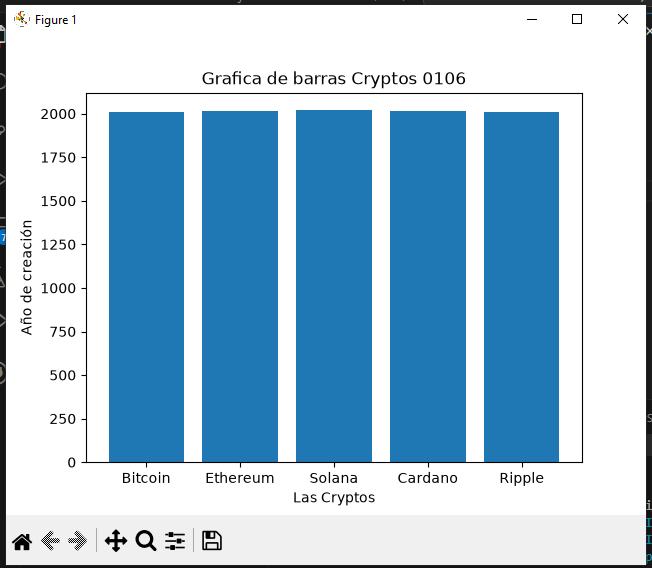 Figure 1
Grafica de barras Cryptos 0106
2000
1750
1500
1250
1000
750
500
250
0
Año de creación
Bitcoin Ethereum Solana Cardano Ripple
Las Cryptos